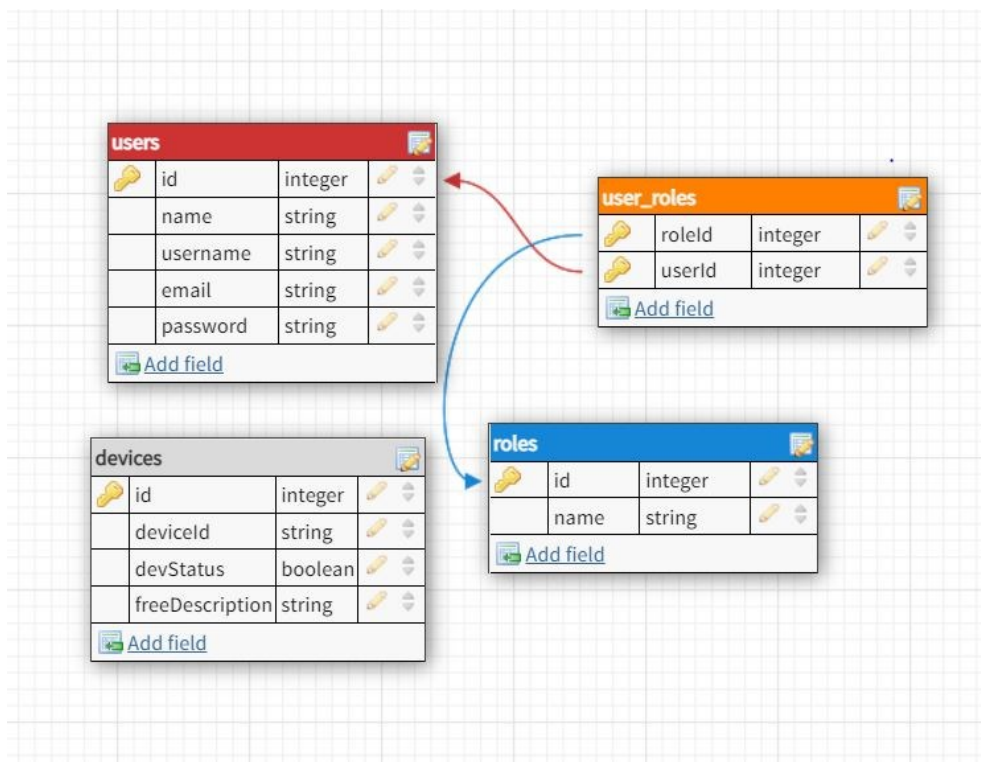 users
id integer
name string
username string
email string
password string
Add field
user_roles
roleId integer
userId integer
Add field
devices
id integer
deviceId string
devStatus boolean
freeDescription string
Add field
roles
id integer
name string
Add field